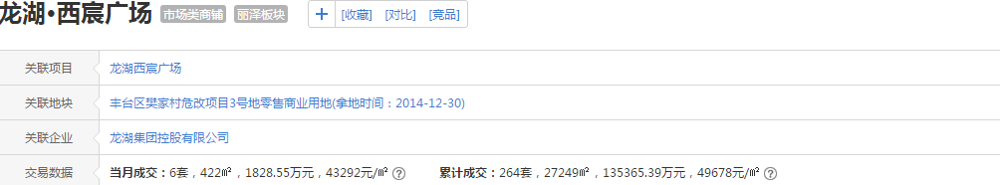 龙湖•西宸广场 市场类商铺 丽泽板块 + [收藏] [对比] [竞品]
关联项目 龙湖西宸广场
关联地块 丰台区樊家村危改项目3号地零售商业用地(拿地时间：2014-12-30)
关联企业 龙湖集团控股有限公司
交易数据 当月成交：6套，422㎡，1828.55万元，43292元/㎡ ? 累计成交：264套，27249㎡，135365.39万元，49678元/㎡ ?